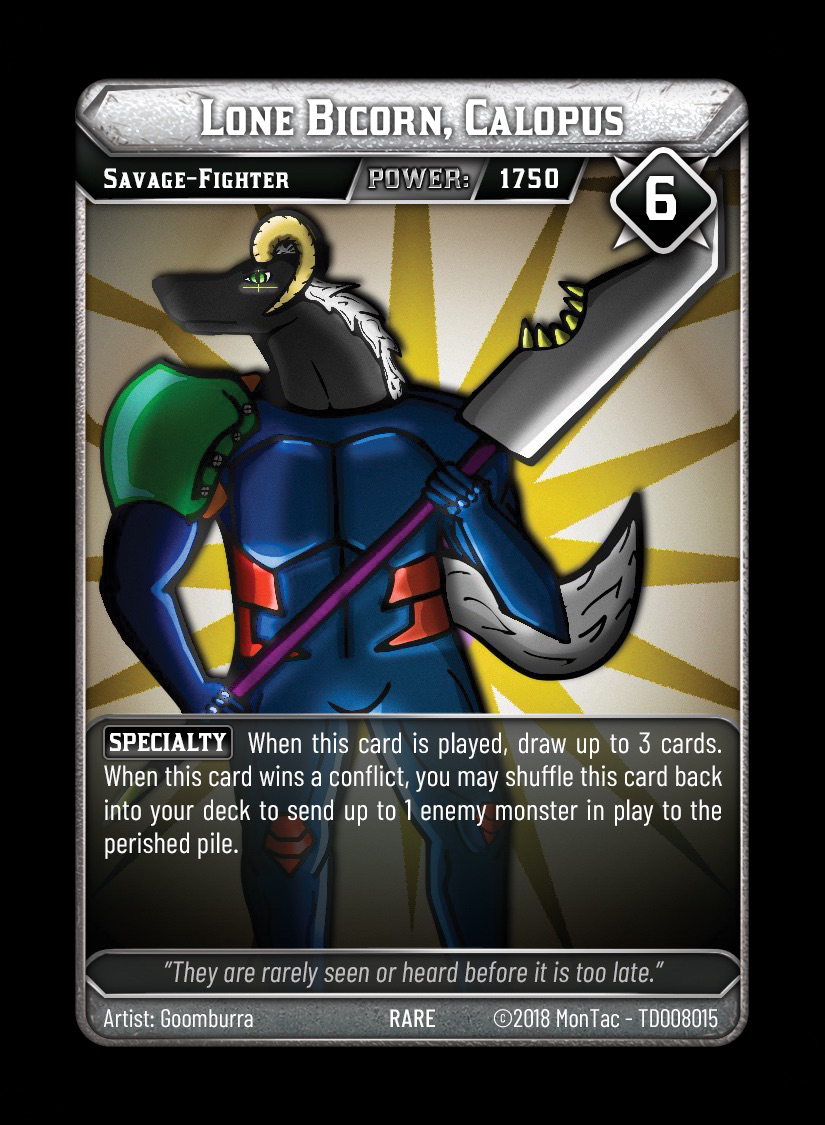 Lone Bicorn, Calopus
Savage-Fighter POWER: 1750
6
SPECIALTY When this card is played, draw up to 3 cards.
When this card wins a conflict, you may shuffle this card back
into your deck to send up to 1 enemy monster in play to the
perished pile.
"They are rarely seen or heard before it is too late."
Artist: Goomburra RARE ©2018 MonTac - TD008015